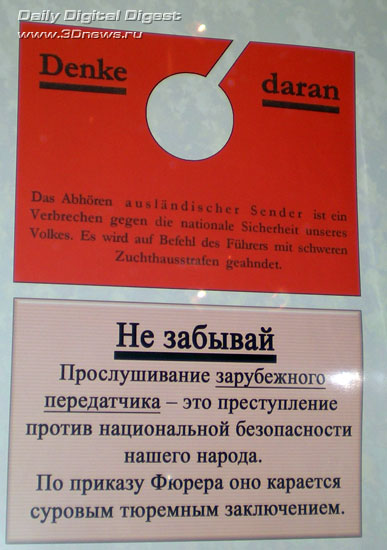 Daily Digital Digest
www.3Dnews.ru
Denke daran
Das Abhören ausländischer Sender ist ein
Verbrechen gegen die nationale Sicherheit unseres
Volkes. Es wird auf Befehl des Führers mit schweren
Zuchthausstrafen geahndet.
Не забывай
Прослушивание зарубежного
передатчика – это преступление
против национальной безопасности
нашего народа.
По приказу Фюрера оно карается
суровым тюремным заключением.